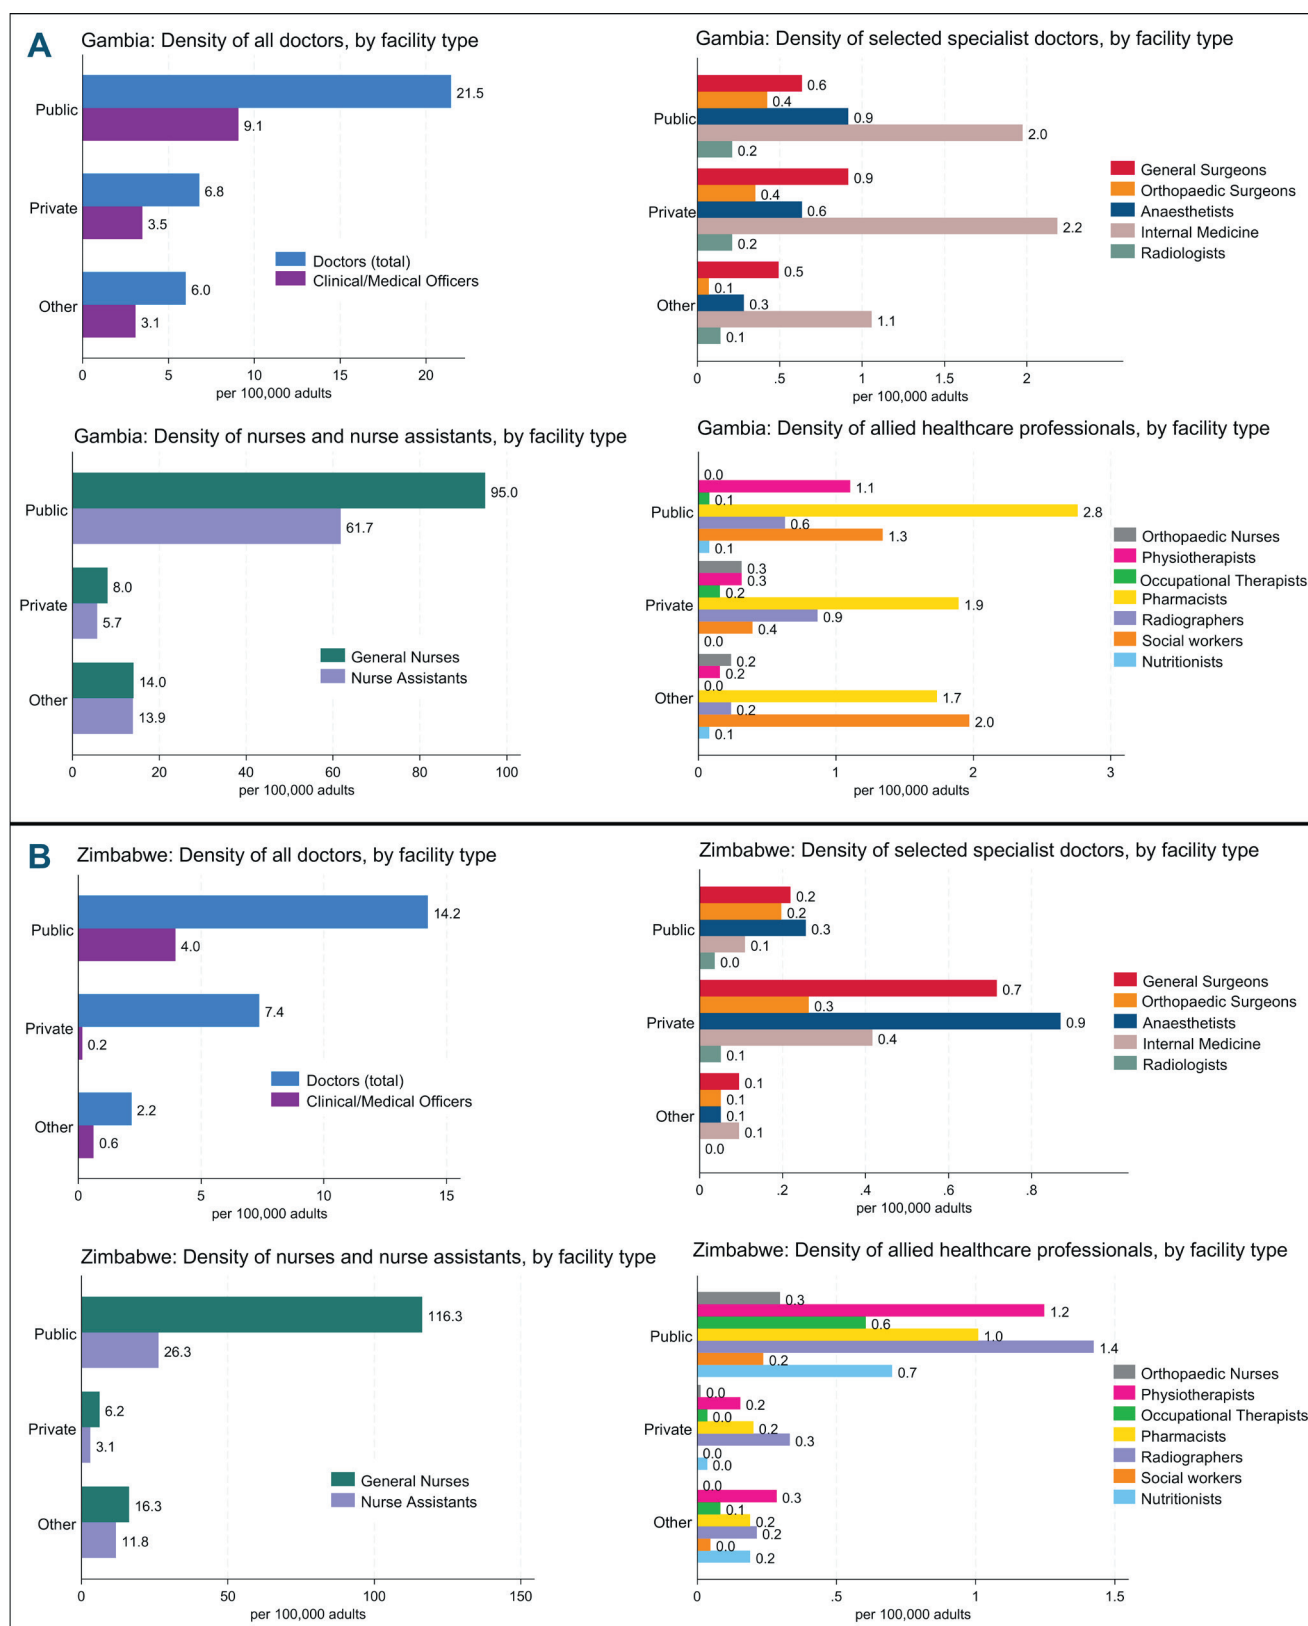 A
Gambia: Density of all doctors, by facility type
Public
21.5
9.1
Private
6.8
3.5
Other
6.0
3.1
Doctors (total)
Clinical/Medical Officers
0 5 10 15 20
per 100,000 adults
Gambia: Density of selected specialist doctors, by facility type
Public
0.6
0.4
0.9
2.0
0.2
Private
0.9
0.4
0.6
2.2
0.2
Other
0.5
0.1
0.3
1.1
0.1
General Surgeons
Orthopaedic Surgeons
Anaesthetists
Internal Medicine
Radiologists
0 .5 1 1.5 2
per 100,000 adults
Gambia: Density of nurses and nurse assistants, by facility type
Public
95.0
61.7
Private
8.0
5.7
Other
14.0
13.9
General Nurses
Nurse Assistants
0 20 40 60 80 100
per 100,000 adults
Gambia: Density of allied healthcare professionals, by facility type
Public
0.0
1.1
0.1
2.8
0.6
1.3
0.1
Private
0.3
0.3
0.2
1.9
0.9
0.4
0.0
Other
0.2
0.2
0.0
1.7
0.2
2.0
0.1
Orthopaedic Nurses
Physiotherapists
Occupational Therapists
Pharmacists
Radiographers
Social workers
Nutritionists
0 1 2 3
per 100,000 adults
B
Zimbabwe: Density of all doctors, by facility type
Public
14.2
4.0
Private
7.4
0.2
Other
2.2
0.6
Doctors (total)
Clinical/Medical Officers
0 5 10 15
per 100,000 adults
Zimbabwe: Density of selected specialist doctors, by facility type
Public
0.2
0.2
0.3
0.1
0.0
Private
0.7
0.3
0.9
0.4
0.1
Other
0.1
0.1
0.1
0.1
0.0
General Surgeons
Orthopaedic Surgeons
Anaesthetists
Internal Medicine
Radiologists
0 .2 .4 .6 .8
per 100,000 adults
Zimbabwe: Density of nurses and nurse assistants, by facility type
Public
116.3
26.3
Private
6.2
3.1
Other
16.3
11.8
General Nurses
Nurse Assistants
0 50 100 150
per 100,000 adults
Zimbabwe: Density of allied healthcare professionals, by facility type
Public
0.3
1.2
0.6
1.0
1.4
0.2
0.7
Private
0.0
0.2
0.0
0.2
0.3
0.0
0.0
Other
0.0
0.3
0.1
0.2
0.2
0.0
0.2
Orthopaedic Nurses
Physiotherapists
Occupational Therapists
Pharmacists
Radiographers
Social workers
Nutritionists
0 .5 1 1.5
per 100,000 adults